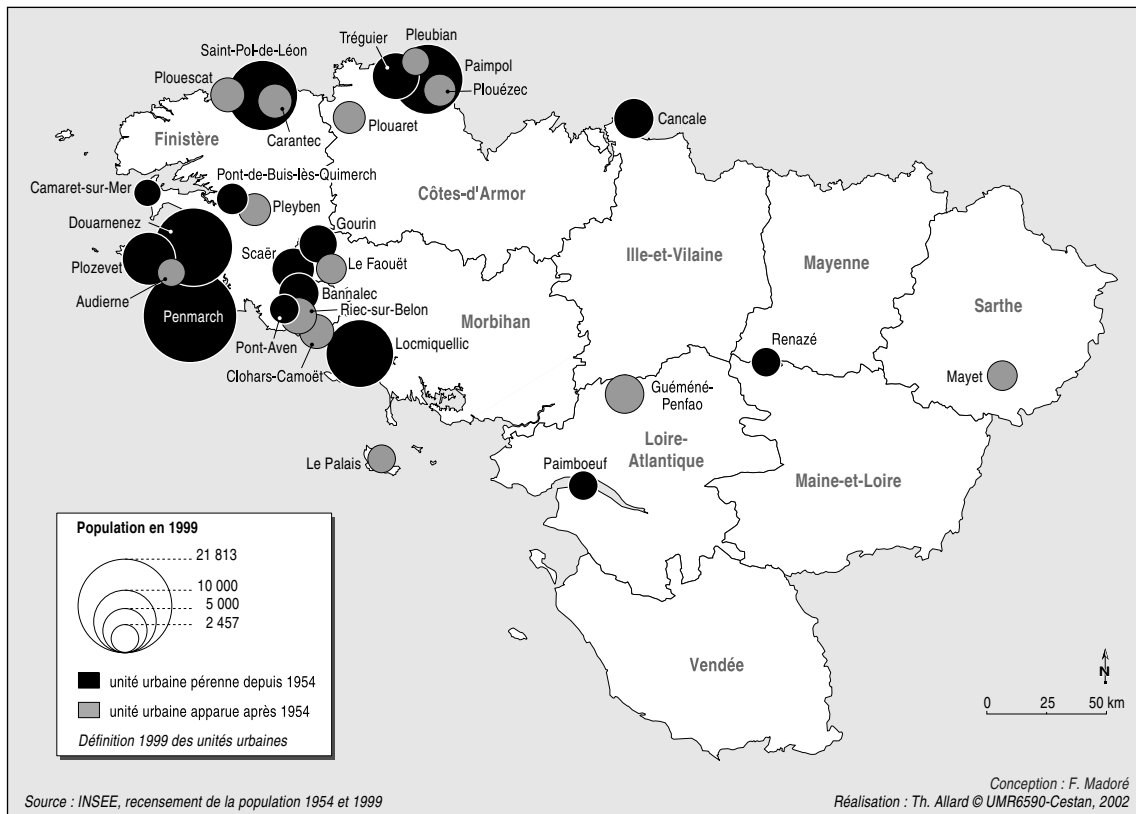 Pleubian
Tréguier
Saint-Pol-de-Léon
Paimpol
Plouescat
Plouézec
Cancale
Plouaret
Carantec
Finistère
Pont-de-Buis-lès-Quimerch
Camaret-sur-Mer
Côtes-d'Armor
Pleyben
Douarnenez
Gourin
Ille-et-Vilaine
Scaër
Plozevet
Le Faouët
Mayenne
Audierne
Bannalec
Sarthe
Riec-sur-Belon
Penmarch
Morbihan
Renazé
Pont-Aven
Locmiquellic
Clohars-Camoët
Mayet
Guéméné-
Penfao
Loire-
Atlantique
Le Palais
Paimboeuf
Maine-et-Loire
Vendée
Population en 1999
21 813
10 000
5 000
2 457
unité urbaine pérenne depuis 1954
unité urbaine apparue après 1954
Définition 1999 des unités urbaines
N
0 25 50 km
Conception : F. Madoré
Source : INSEE, recensement de la population 1954 et 1999
Réalisation : Th. Allard © UMR6590-Cestan, 2002